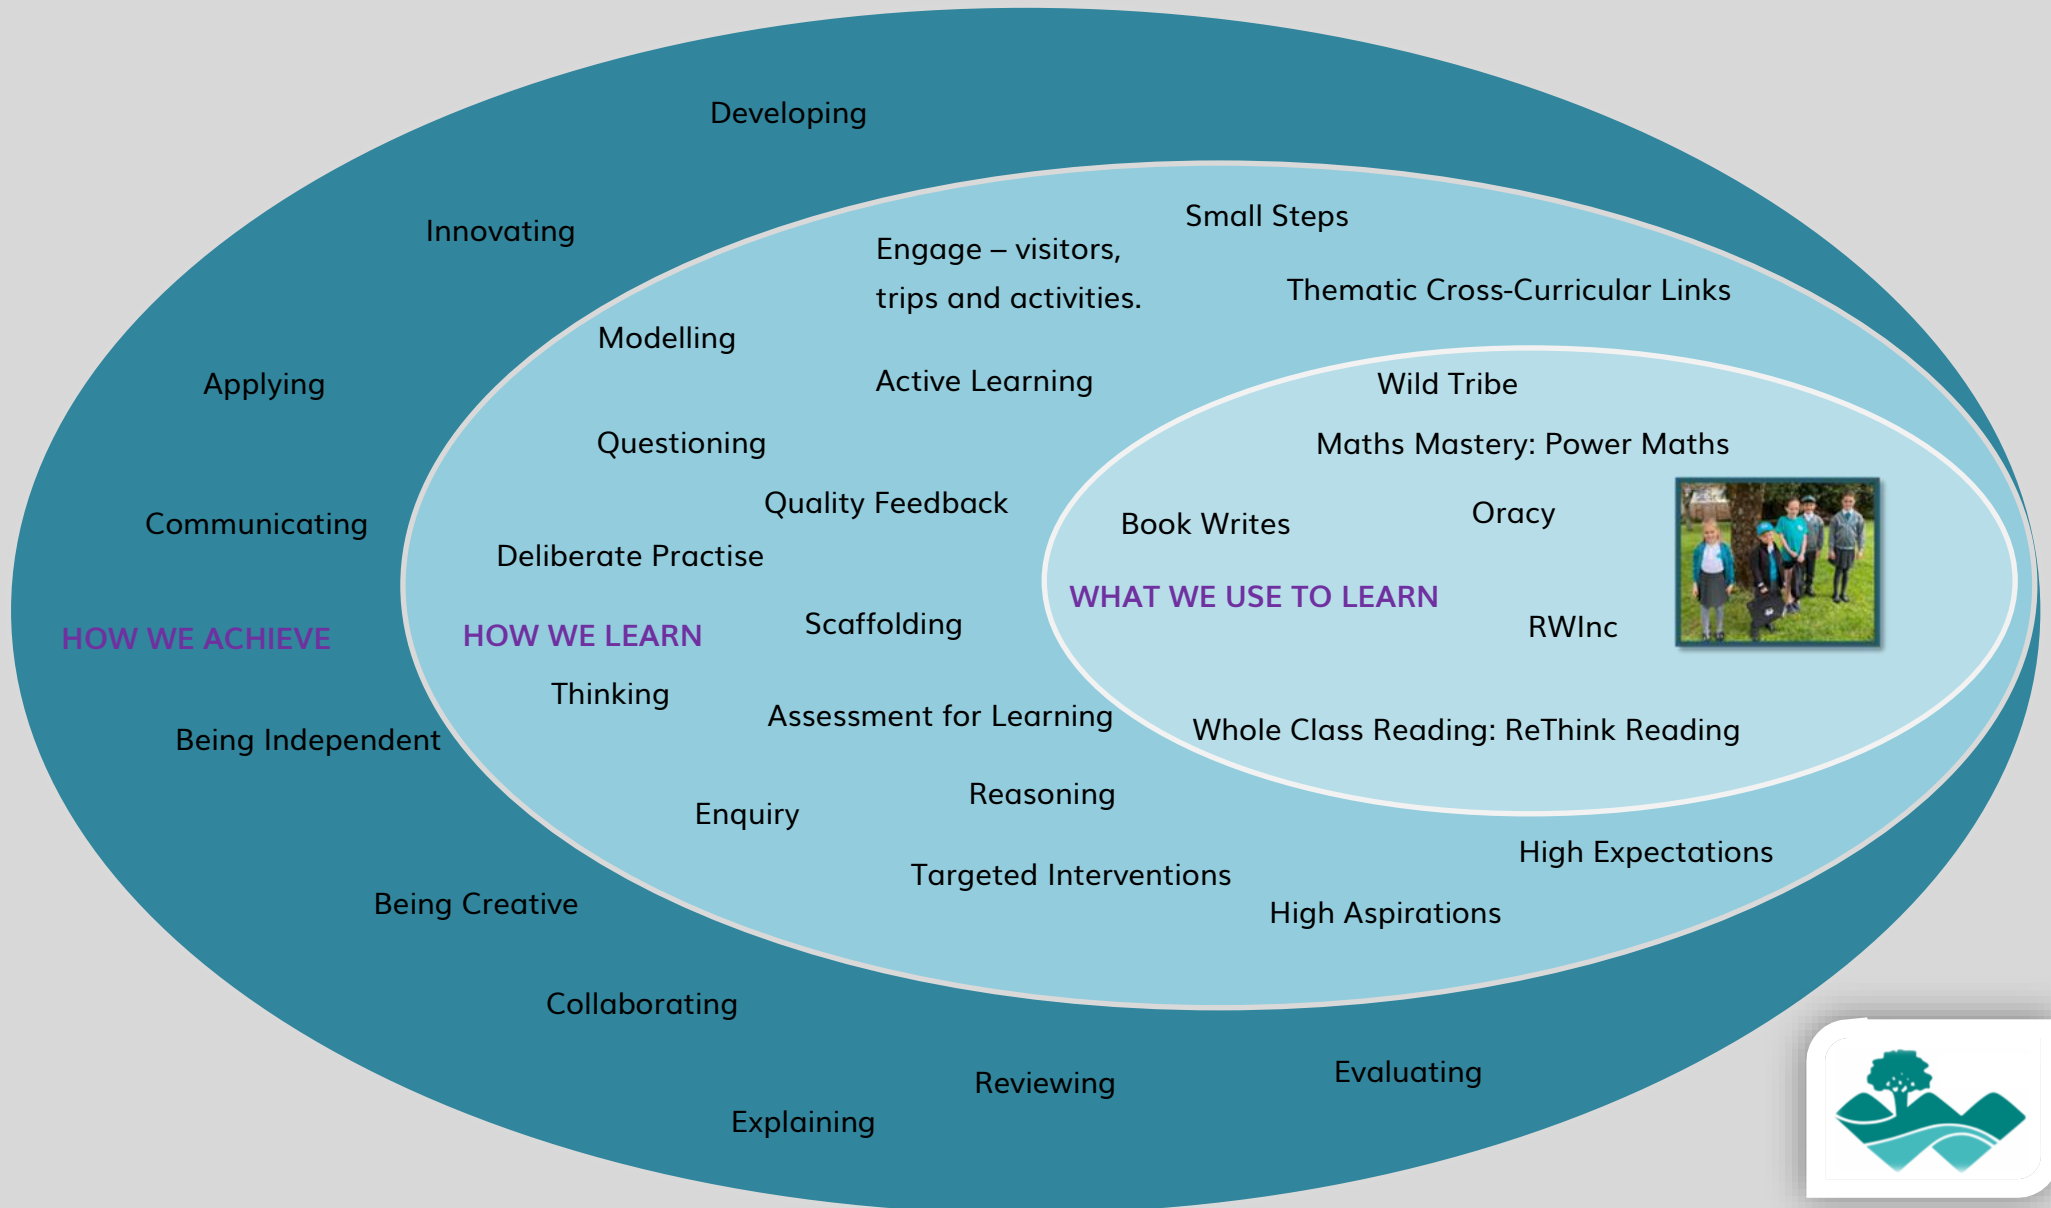 Developing
Innovating
Applying
Communicating
HOW WE ACHIEVE
Being Independent
Being Creative
Collaborating
Explaining
Reviewing
Evaluating
Small Steps
Engage – visitors,
trips and activities.
Thematic Cross-Curricular Links
Modelling
Active Learning
Questioning
Quality Feedback
Deliberate Practise
Scaffolding
HOW WE LEARN
Thinking
Assessment for Learning
Enquiry
Reasoning
Targeted Interventions
High Expectations
High Aspirations
Wild Tribe
Maths Mastery: Power Maths
Oracy
Book Writes
WHAT WE USE TO LEARN
RWInc
Whole Class Reading: ReThink Reading